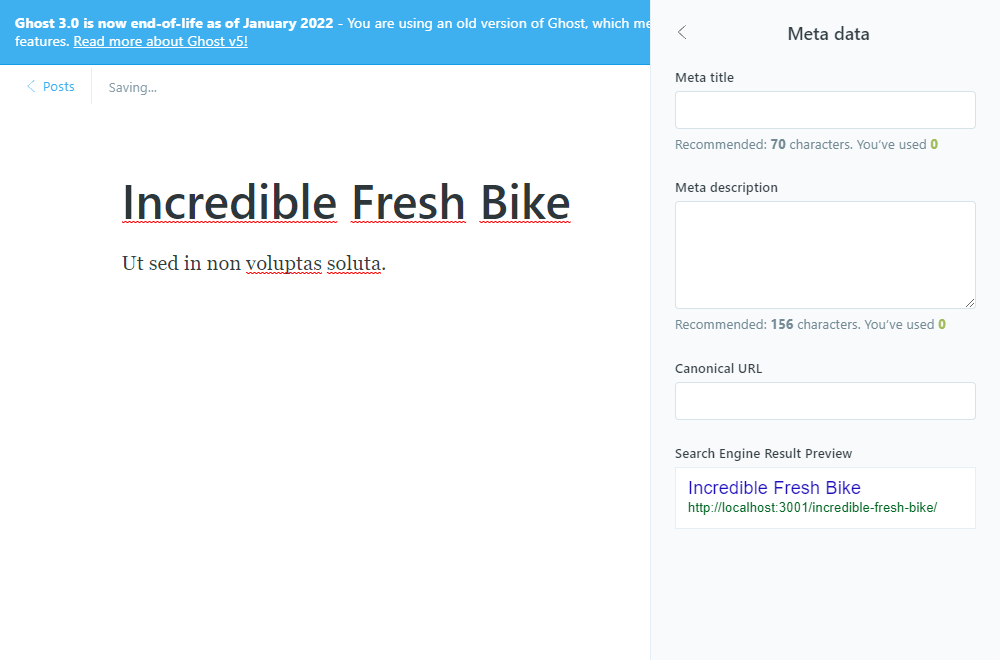 Ghost 3.0 is now end-of-life as of January 2022 - You are using an old version of Ghost, which me
features. Read more about Ghost v5!
Posts
Saving...
Incredible Fresh Bike
Ut sed in non voluptas soluta.
Meta data
Meta title
Recommended: 70 characters. You've used 0
Meta description
Recommended: 156 characters. You've used 0
Canonical URL
Search Engine Result Preview
Incredible Fresh Bike
http://localhost:3001/incredible-fresh-bike/